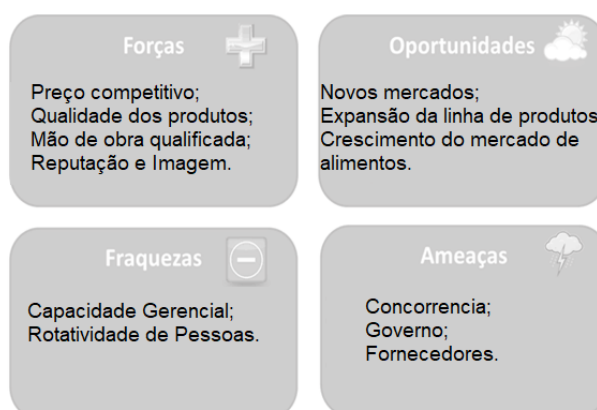 Forças
Preço competitivo;
Qualidade dos produtos;
Mão de obra qualificada;
Reputação e Imagem.
Oportunidades
Novos mercados;
Expansão da linha de produtos
Crescimento do mercado de
alimentos.
Fraquezas
Capacidade Gerencial;
Rotatividade de Pessoas.
Ameaças
Concorrencia;
Governo;
Fornecedores.